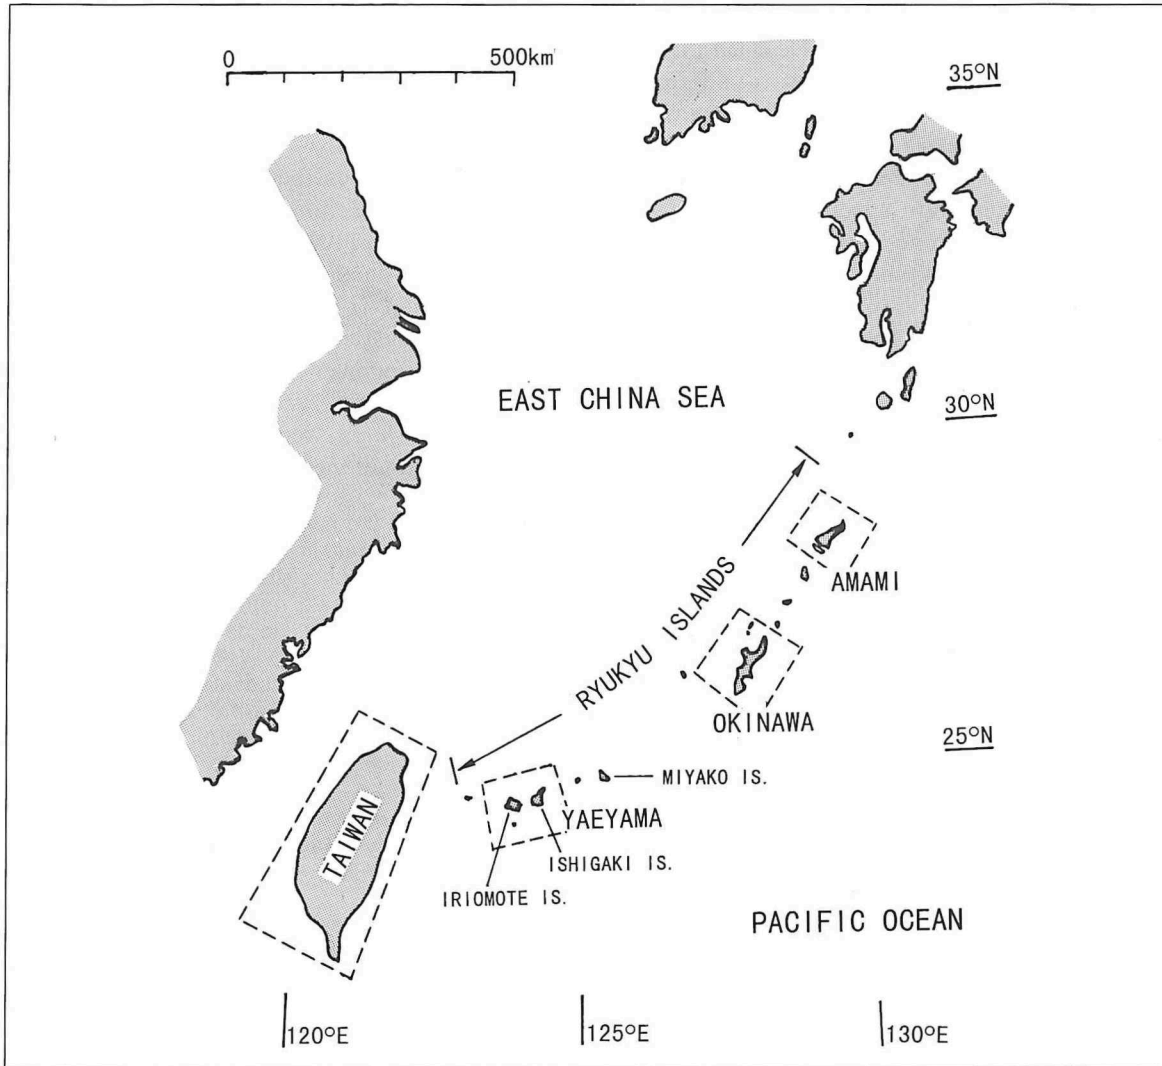 0 500km
35°N
EAST CHINA SEA
30°N
RYUKYU ISLANDS
AMAMI
OKINAWA
25°N
MIYAKO IS.
YAEYAMA
TAIWAN
ISHIGAKI IS.
IRIOMOTE IS.
PACIFIC OCEAN
120°E
125°E
130°E